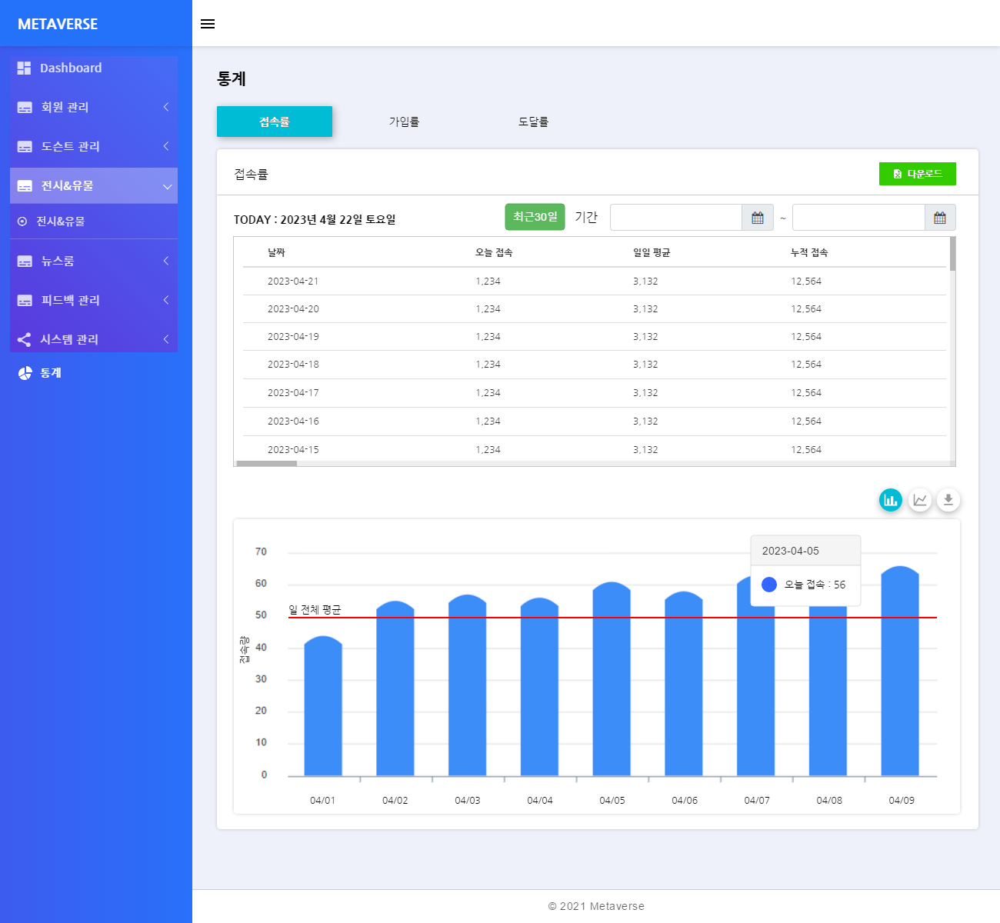 METAVERSE
Dashboard
회원 관리
도슨트 관리
전시&유물
전시&유물
뉴스룸
피드백 관리
시스템 관리
통계
통계
접속률 가입률 도달률
접속률 다운로드
TODAY : 2023년 4월 22일 토요일 최근30일 기간 ~
날짜 오늘 접속 일일 평균 누적 접속
2023-04-21 1,234 3,132 12,564
2023-04-20 1,234 3,132 12,564
2023-04-19 1,234 3,132 12,564
2023-04-18 1,234 3,132 12,564
2023-04-17 1,234 3,132 12,564
2023-04-16 1,234 3,132 12,564
2023-04-15 1,234 3,132 12,564
2023-04-05
오늘 접속 : 56
일 전체 평균
접속량
70
60
50
40
30
20
10
0
04/01 04/02 04/03 04/04 04/05 04/06 04/07 04/08 04/09
© 2021 Metaverse